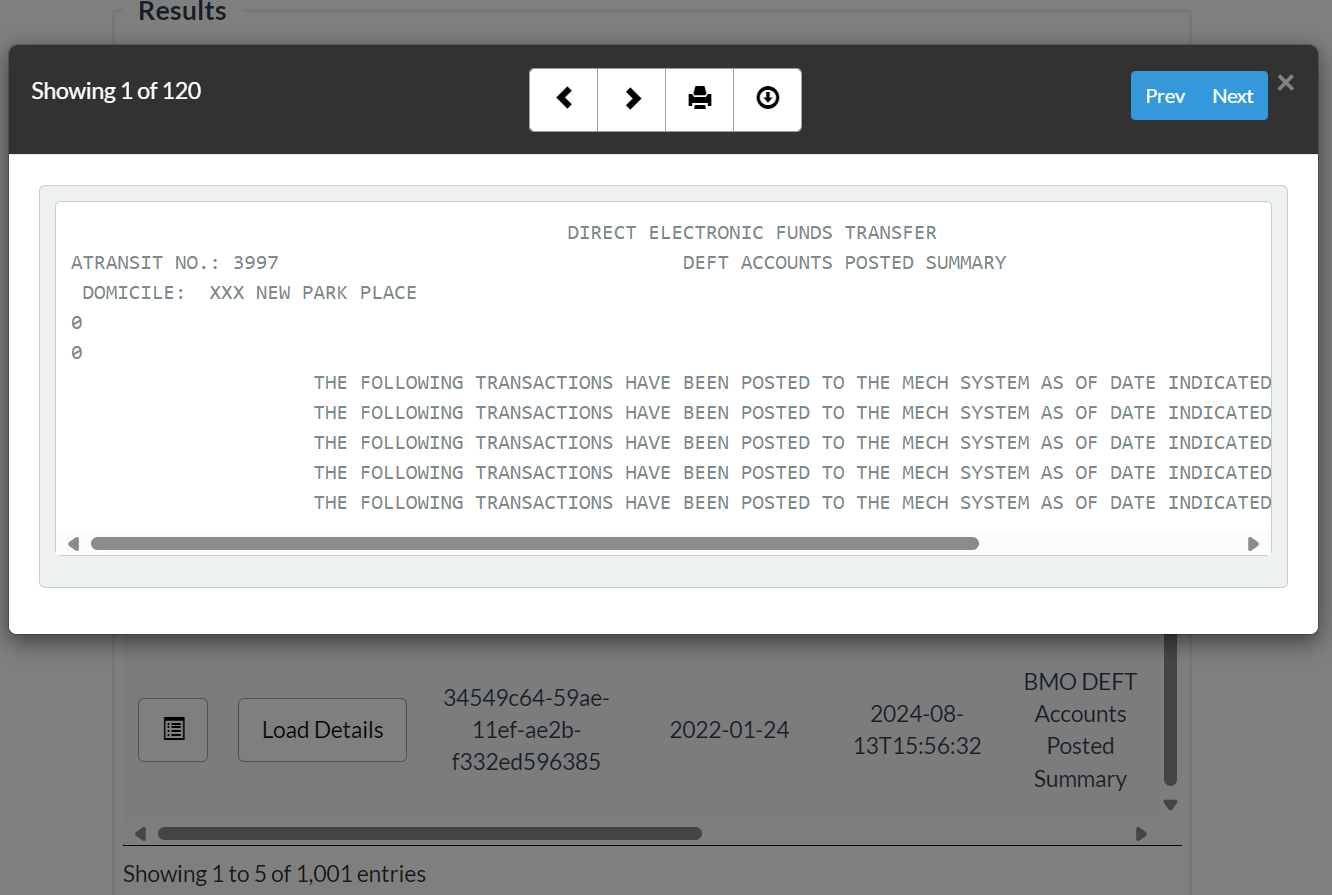 Results
Showing 1 of 120
Prev Next ×
DIRECT ELECTRONIC FUNDS TRANSFER
ATRANSIT NO.: 3997 DEFT ACCOUNTS POSTED SUMMARY
DOMICILE: XXX NEW PARK PLACE
0
0
THE FOLLOWING TRANSACTIONS HAVE BEEN POSTED TO THE MECH SYSTEM AS OF DATE INDICATED
THE FOLLOWING TRANSACTIONS HAVE BEEN POSTED TO THE MECH SYSTEM AS OF DATE INDICATED
THE FOLLOWING TRANSACTIONS HAVE BEEN POSTED TO THE MECH SYSTEM AS OF DATE INDICATED
THE FOLLOWING TRANSACTIONS HAVE BEEN POSTED TO THE MECH SYSTEM AS OF DATE INDICATED
THE FOLLOWING TRANSACTIONS HAVE BEEN POSTED TO THE MECH SYSTEM AS OF DATE INDICATED
Load Details
34549c64-59ae-
11ef-ae2b-
f332ed596385
2022-01-24
2024-08-
13T15:56:32
BMO DEFT
Accounts
Posted
Summary
Showing 1 to 5 of 1,001 entries